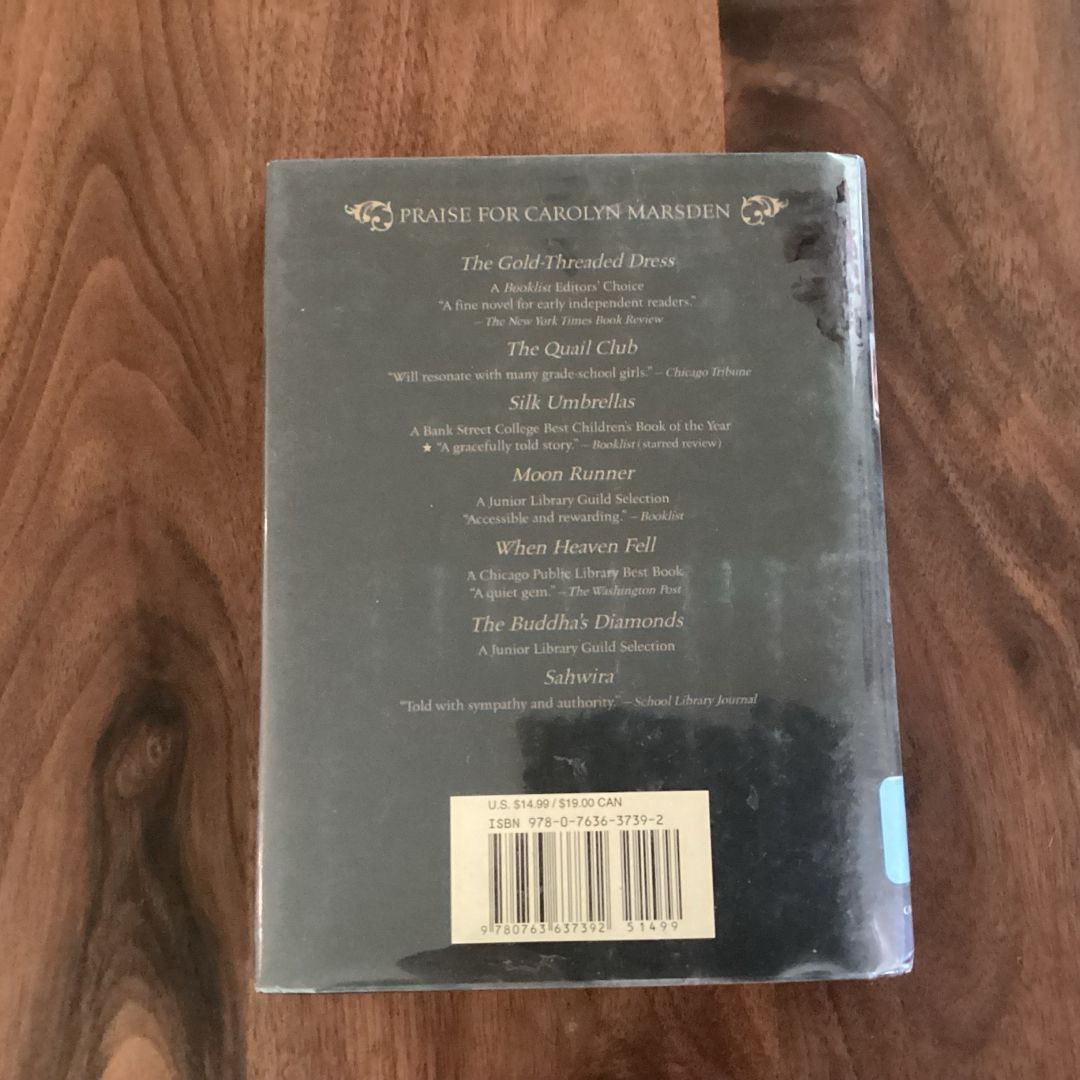 PRAISE FOR CAROLYN MARSDEN
The Gold-Threaded Dress
A Booklist Editors' Choice
“A fine novel for early independent readers.”
– The New York Times Book Review
The Quail Club
“Will resonate with many grade-school girls.” – Chicago Tribune
Silk Umbrellas
A Bank Street College Best Children's Book of the Year
★ “A gracefully told story.” – Booklist (starred review)
Moon Runner
A Junior Library Guild Selection
“Accessible and rewarding.” – Booklist
When Heaven Fell
A Chicago Public Library Best Book
“A quiet gem.” – The Washington Post
The Buddha's Diamonds
A Junior Library Guild Selection
Sahwira
“Told with sympathy and authority.” – School Library Journal
U.S. $14.99 / $19.00 CAN
ISBN 978-0-7636-3739-2
9 780763 637392 51499